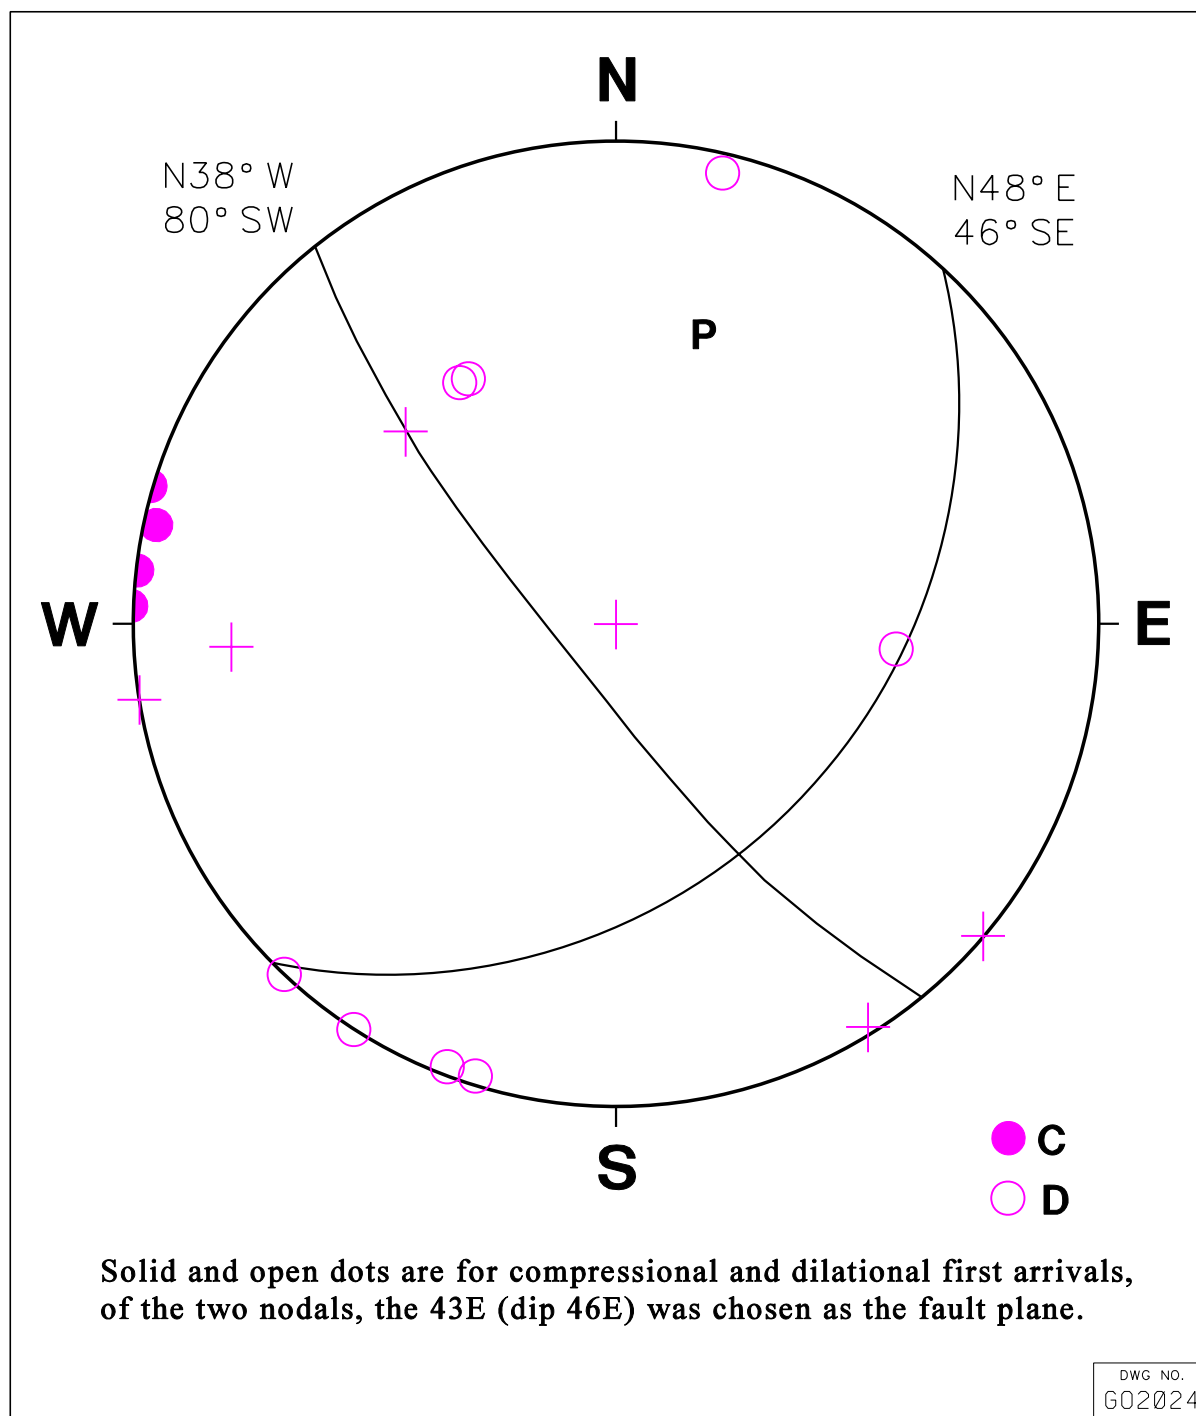 N
N38° W
80° SW
N48° E
46° SE
P
W
E
S
C
D
Solid and open dots are for compressional and dilational first arrivals,
of the two nodals, the 43E (dip 46E) was chosen as the fault plane.
DWG NO.
GO2024